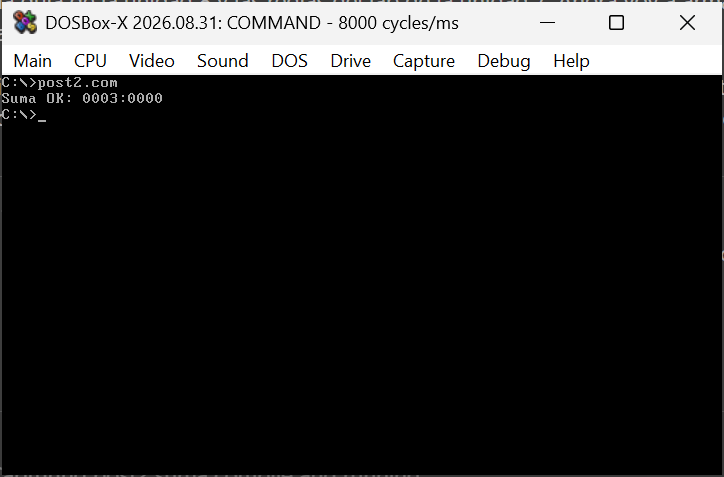 DOSBox-X 2026.08.31: COMMAND - 8000 cycles/ms
Main CPU Video Sound DOS Drive Capture Debug Help
C:\>post2.com
Suma OK: 0003:0000
C:\>_